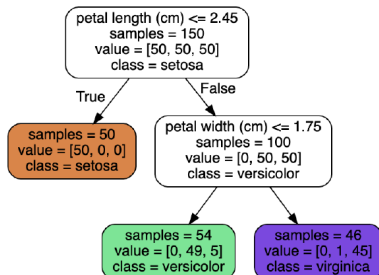 petal length (cm) <= 2.45
samples = 150
value = [50, 50, 50]
class = setosa
True
False
samples = 50
value = [50, 0, 0]
class = setosa
petal width (cm) <= 1.75
samples = 100
value = [0, 50, 50]
class = versicolor
samples = 54
value = [0, 49, 5]
class = versicolor
samples = 46
value = [0, 1, 45]
class = virginica